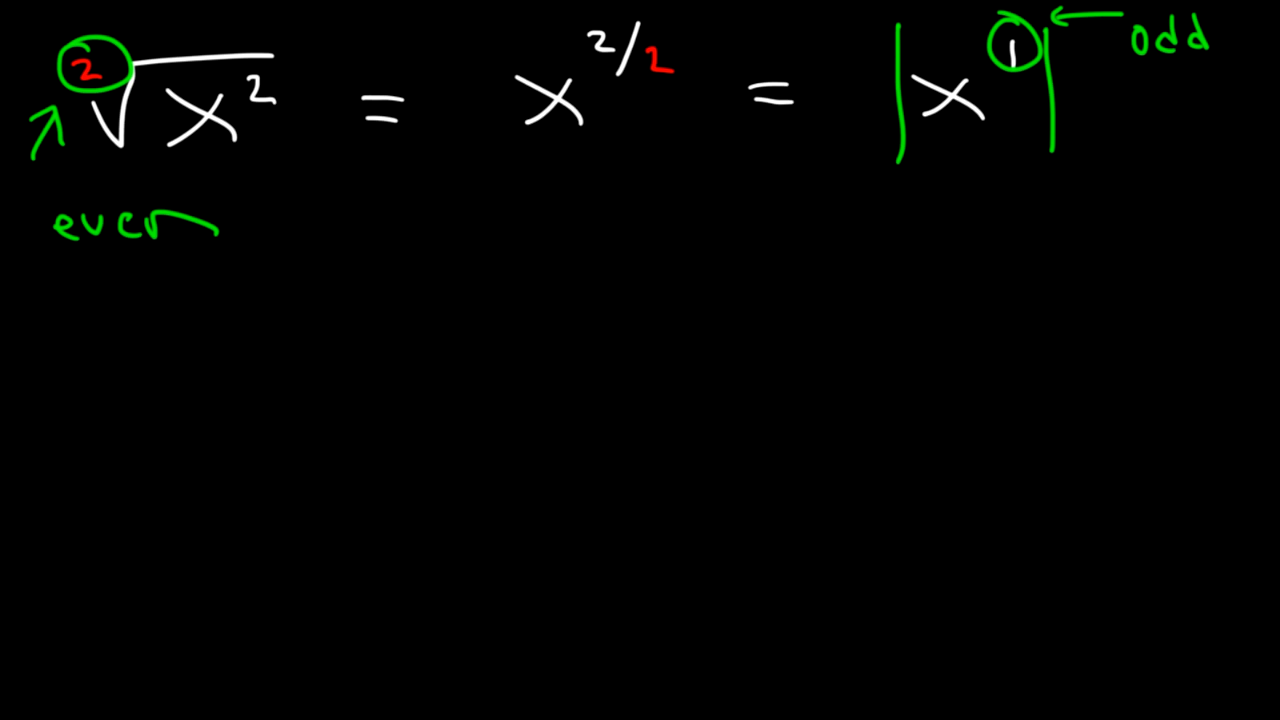 ²√x² = x^2/2 = |x^1| ← odd
even